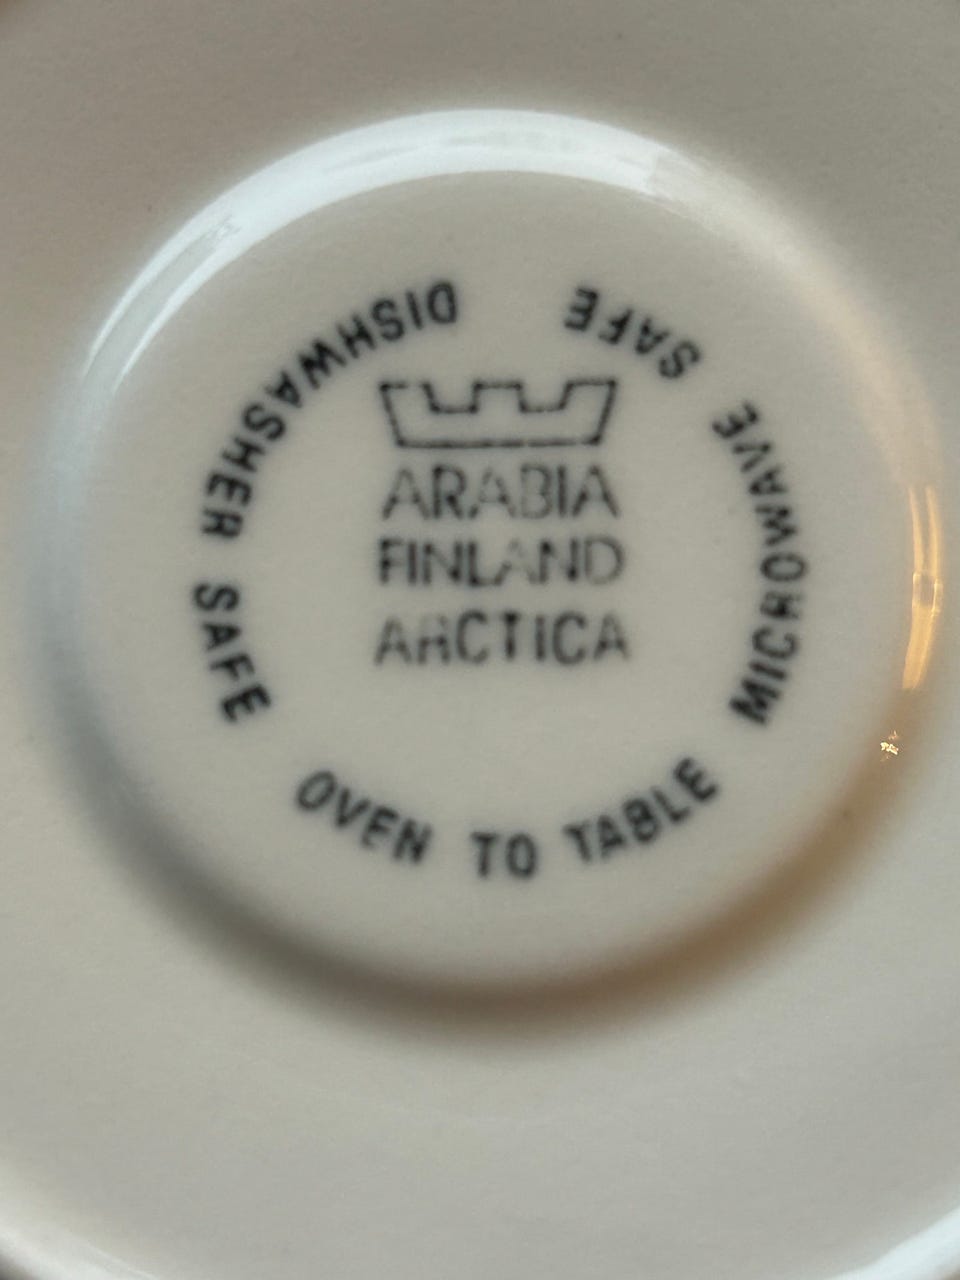 ARABIA
FINLAND
ARCTICA
DISHWASHER SAFE
OVEN TO TABLE
MICROWAVE SAFE